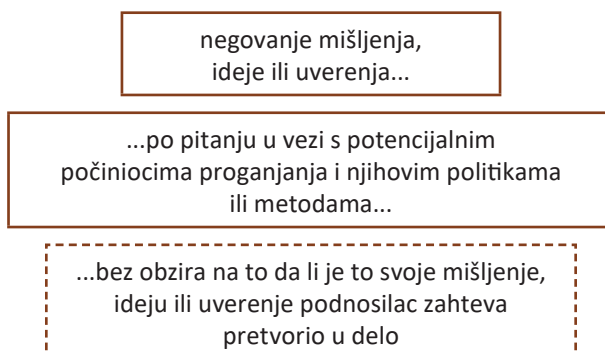 negovanje mišljenja,
ideje ili uverenja...
...po pitanju u vezi s potencijalnim
počiniocima proganjanja i njihovim politikama
ili metodama...
...bez obzira na to da li je to svoje mišljenje,
ideju ili uverenje podnosilac zahteva
pretvorio u delo